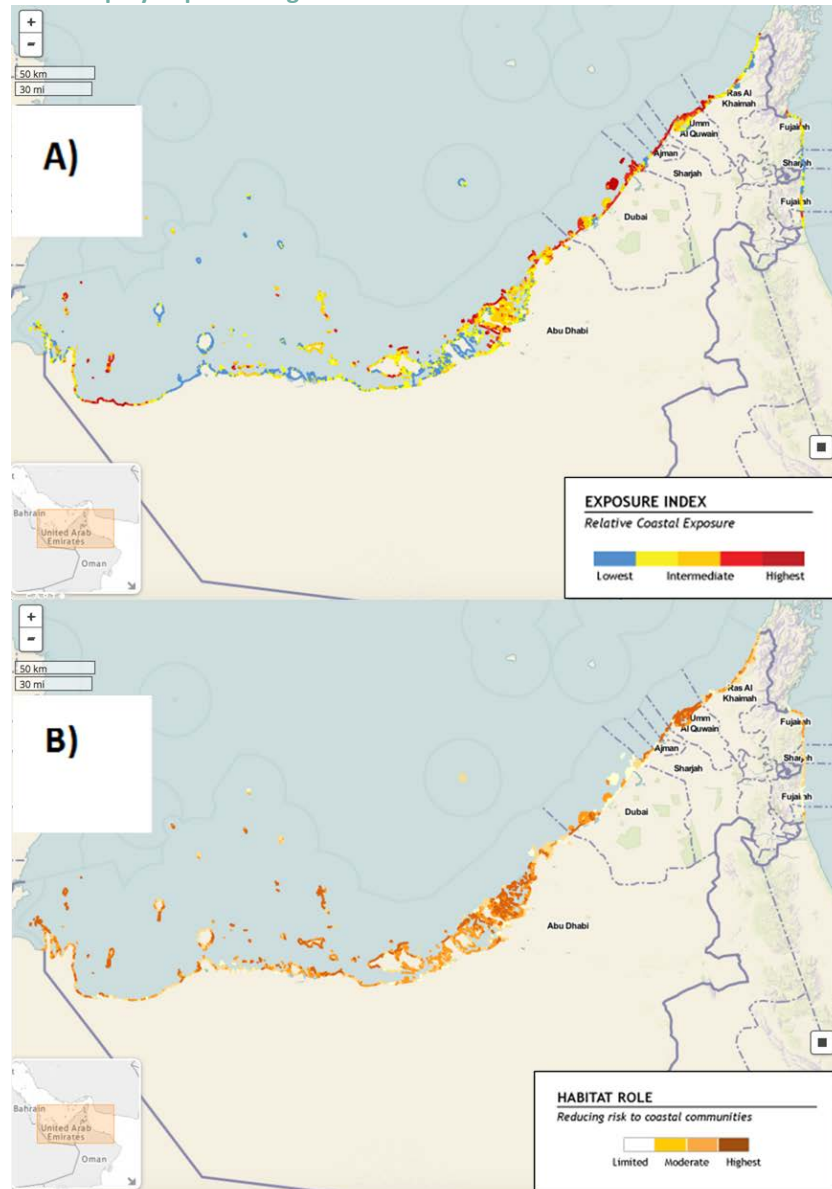 +
-
50 km
30 mi
A)
Ras Al
Khaimah
Umm
Al Quwain
Fujairah
Ajman
Sharjah
Sharjah
Dubai
Fujairah
Abu Dhabi
Bahrain
United Arab
Emirates
Oman
EXPOSURE INDEX
Relative Coastal Exposure
Lowest Intermediate Highest
+
-
50 km
30 mi
B)
Ras Al
Khaimah
Umm
Al Quwain
Fujairah
Ajman
Sharjah
Sharjah
Dubai
Fujairah
Abu Dhabi
Bahrain
United Arab
Emirates
Oman
HABITAT ROLE
Reducing risk to coastal communities
Limited Moderate Highest